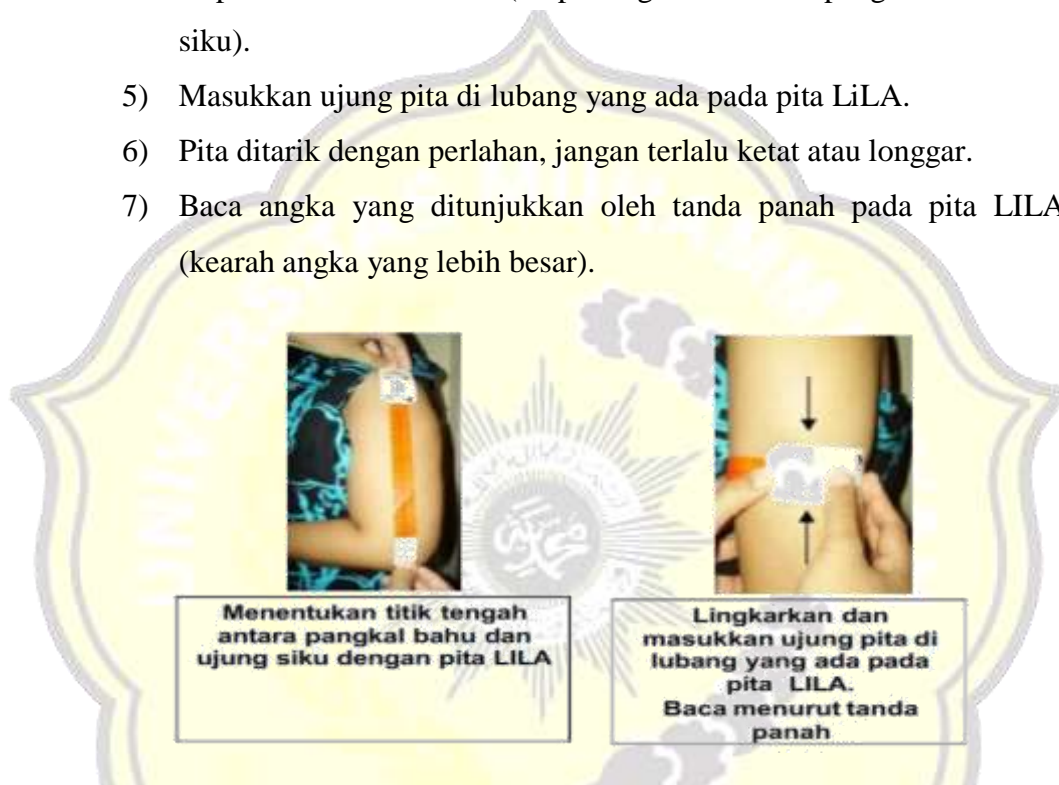 siku).
5) Masukkan ujung pita di lubang yang ada pada pita LiLA.
6) Pita ditarik dengan perlahan, jangan terlalu ketat atau longgar.
7) Baca angka yang ditunjukkan oleh tanda panah pada pita LILA
(kearah angka yang lebih besar).
Menentukan titik tengah
antara pangkal bahu dan
ujung siku dengan pita LILA
Lingkarkan dan
masukkan ujung pita di
lubang yang ada pada
pita LILA.
Baca menurut tanda
panah